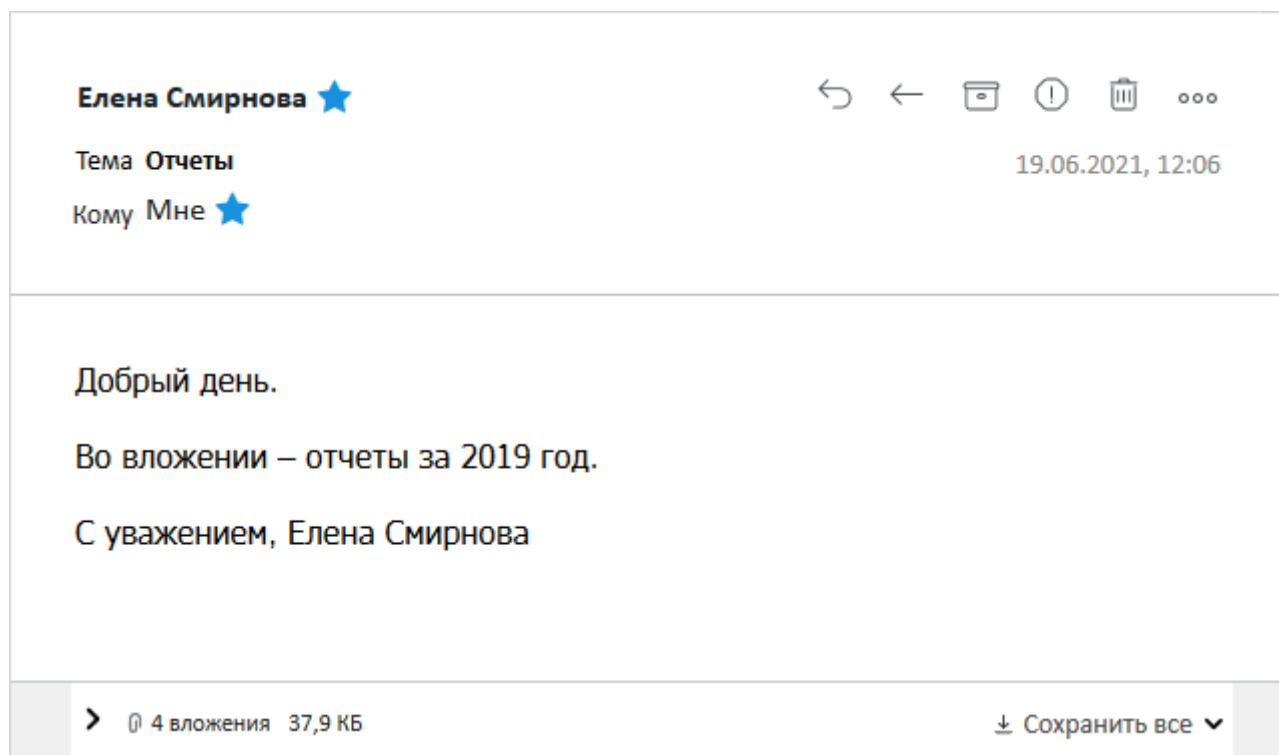 Елена Смирнова
Тема Отчеты
19.06.2021, 12:06
Кому Мне
Добрый день.
Во вложении – отчеты за 2019 год.
С уважением, Елена Смирнова
4 вложения 37,9 КБ
Сохранить все